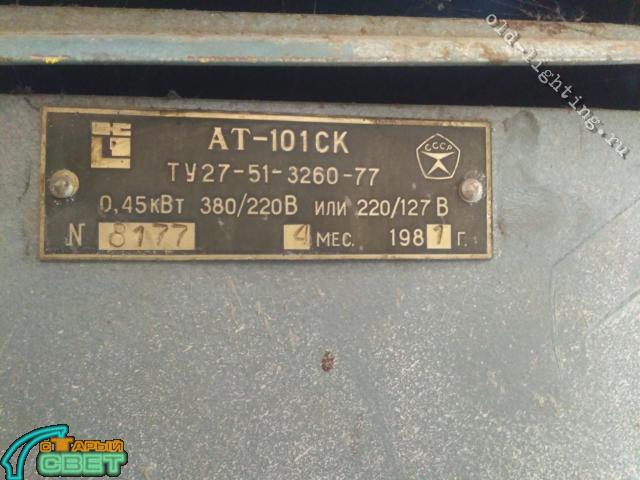 АТ-101СК
СССР
ТУ27-51-3260-77
0,45кВт 380/220В ИЛИ 220/127 В
N 8177 4 МЕС. 1981 Г.
old-lighting.ru
СТАРЫЙ
СВЕТ